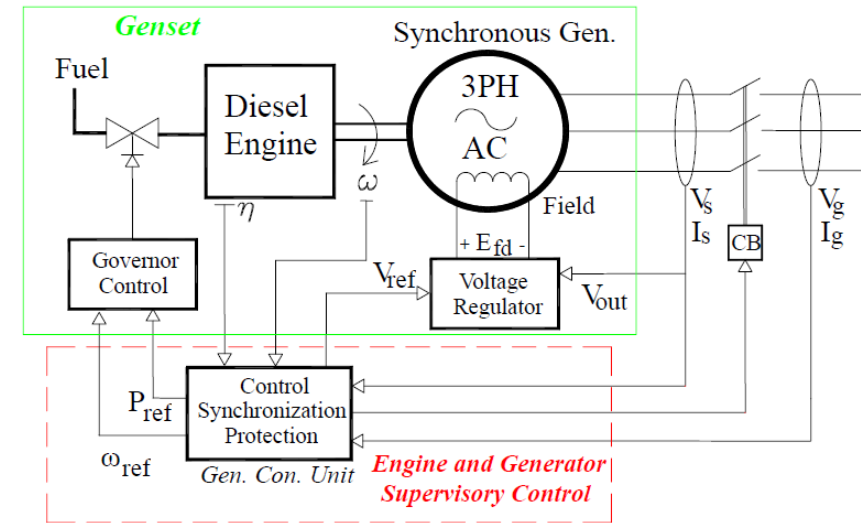 Genset
Synchronous Gen.
Fuel
Diesel
Engine
3PH
AC
ω
η
Field
Vs
Is
Vg
Ig
CB
+ Efd -
Governor
Control
Vref
Voltage
Regulator
Vout
Control
Synchronization
Protection
Pref
ωref
Gen. Con. Unit
Engine and Generator
Supervisory Control